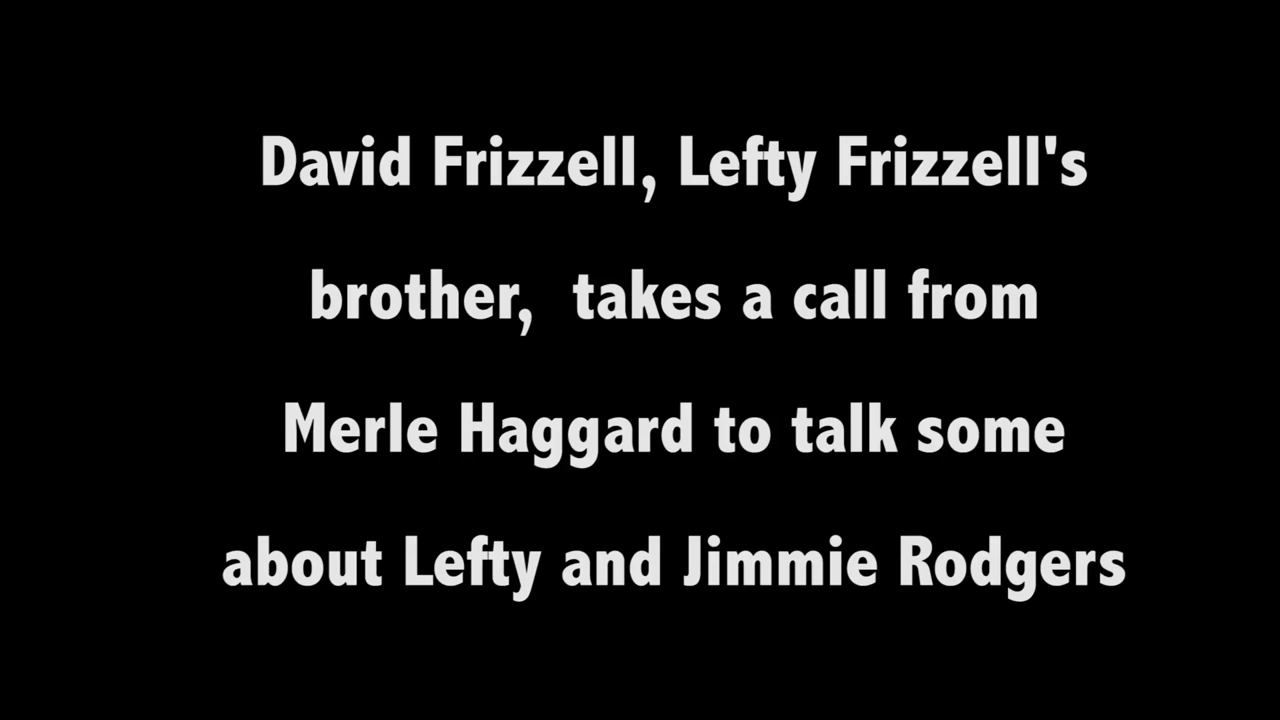 David Frizzell, Lefty Frizzell's
brother,  takes a call from
Merle Haggard to talk some
about Lefty and Jimmie Rodgers